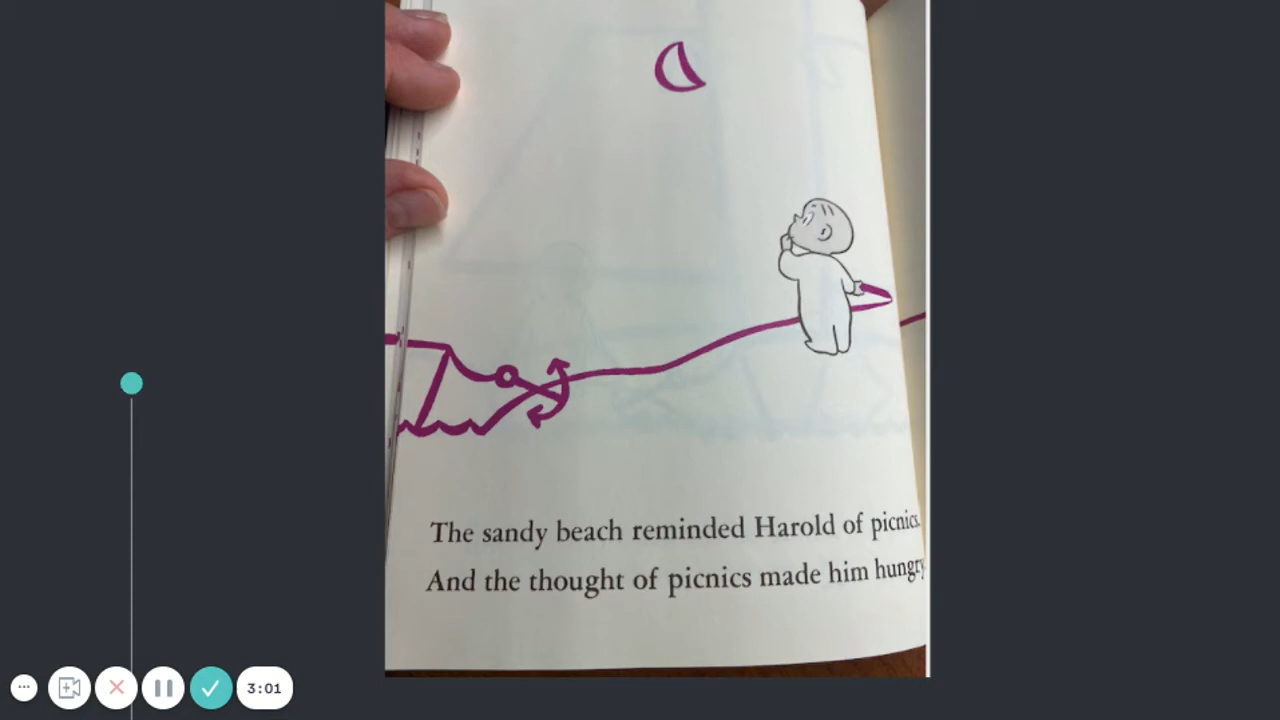 The sandy beach reminded Harold of picnics.
And the thought of picnics made him hungry
3:01